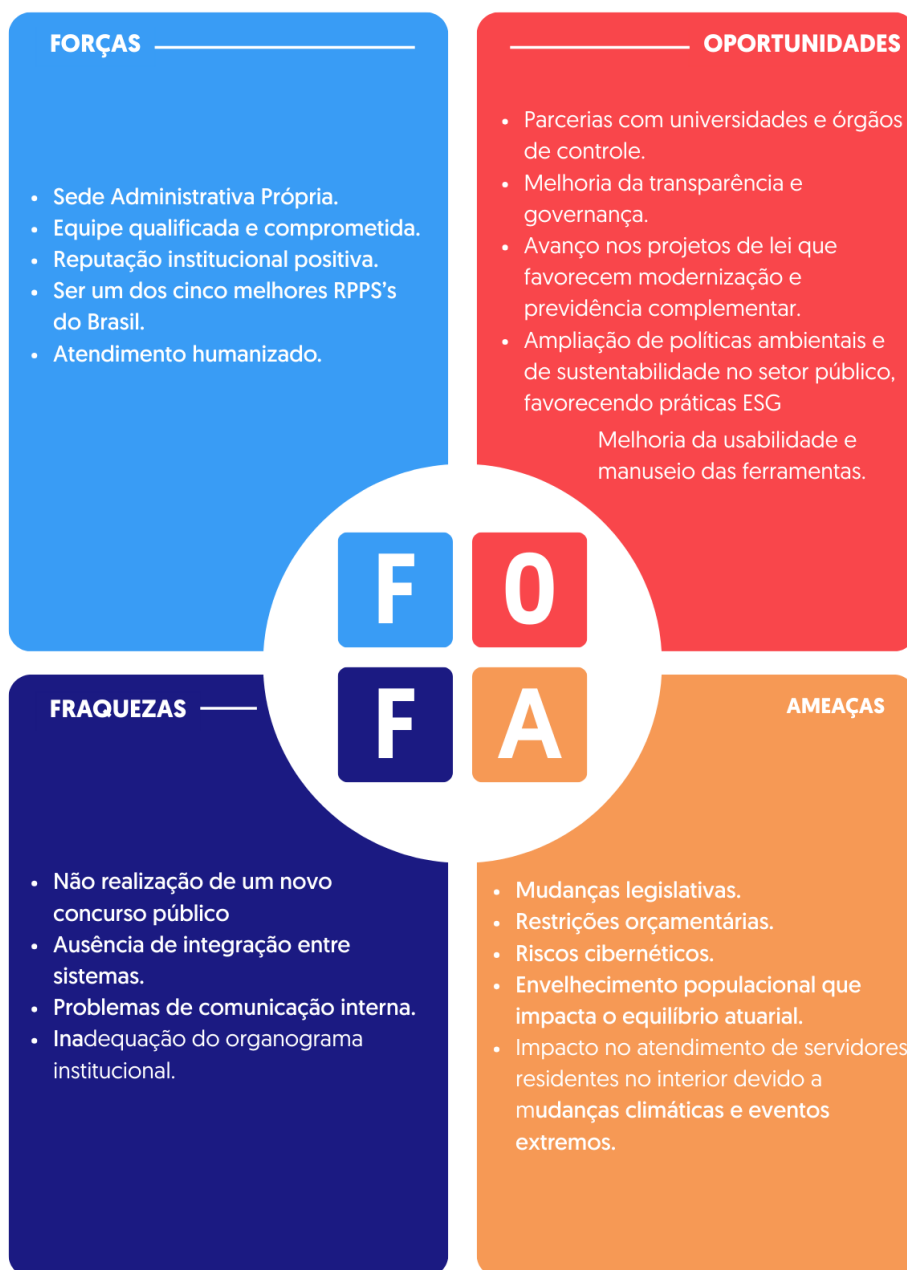 FORÇAS
• Sede Administrativa Própria.
• Equipe qualificada e comprometida.
• Reputação institucional positiva.
• Ser um dos cinco melhores RPPS's
do Brasil.
• Atendimento humanizado.
OPORTUNIDADES
• Parcerias com universidades e órgãos
de controle.
• Melhoria da transparência e
governança.
• Avanço nos projetos de lei que
favorecem modernização e
previdência complementar.
• Ampliação de políticas ambientais e
de sustentabilidade no setor público,
favorecendo práticas ESG
Melhoria da usabilidade e
manuseio das ferramentas.
F O
F A
FRAQUEZAS
• Não realização de um novo
concurso público
• Ausência de integração entre
sistemas.
• Problemas de comunicação interna.
• Inadequação do organograma
institucional.
AMEAÇAS
• Mudanças legislativas.
• Restrições orçamentárias.
• Riscos cibernéticos.
• Envelhecimento populacional que
impacta o equilíbrio atuarial.
• Impacto no atendimento de servidores
residentes no interior devido a
mudanças climáticas e eventos
extremos.